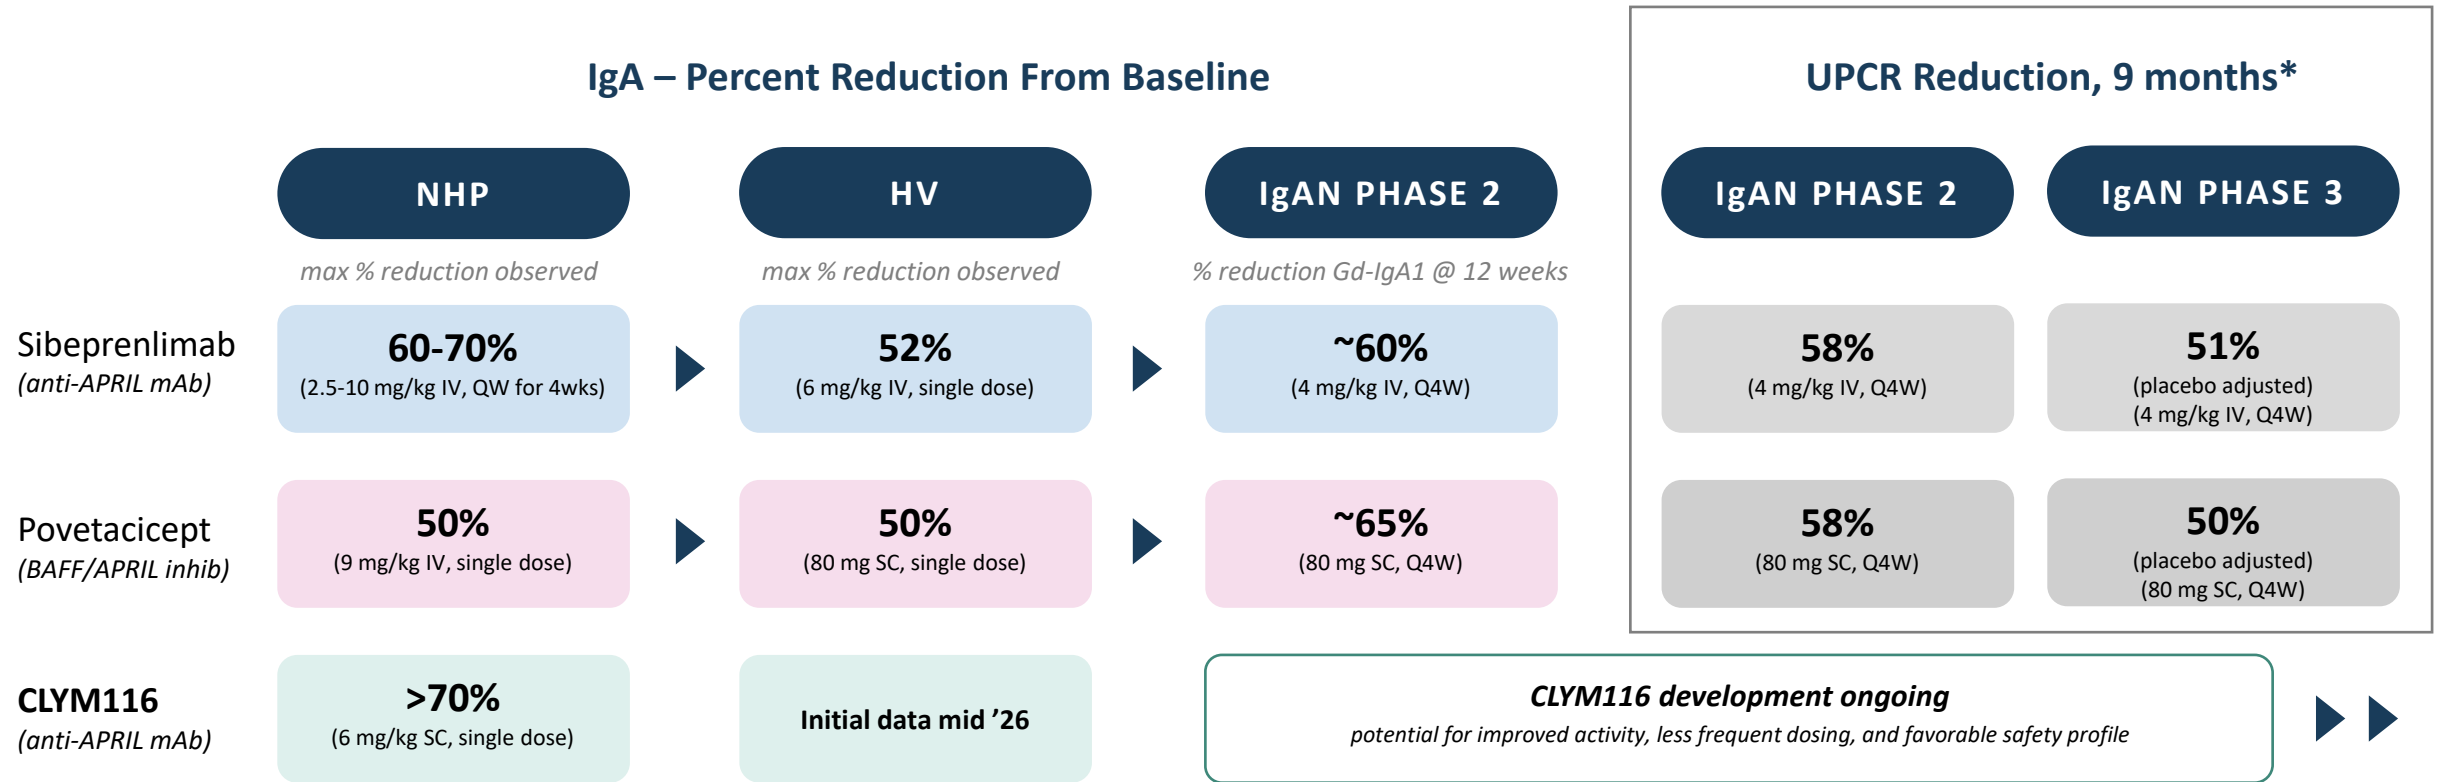 IgA – Percent Reduction From Baseline
UPCR Reduction, 9 months*
NHP
HV
IgAN PHASE 2
IgAN PHASE 2
IgAN PHASE 3
max % reduction observed
max % reduction observed
% reduction Gd-IgA1 @ 12 weeks
Sibeprenlimab
(anti-APRIL mAb)
60-70%
(2.5-10 mg/kg IV, QW for 4wks)
52%
(6 mg/kg IV, single dose)
~60%
(4 mg/kg IV, Q4W)
58%
(4 mg/kg IV, Q4W)
51%
(placebo adjusted)
(4 mg/kg IV, Q4W)
Povetacicept
(BAFF/APRIL inhib)
50%
(9 mg/kg IV, single dose)
50%
(80 mg SC, single dose)
~65%
(80 mg SC, Q4W)
58%
(80 mg SC, Q4W)
50%
(placebo adjusted)
(80 mg SC, Q4W)
CLYM116
(anti-APRIL mAb)
>70%
(6 mg/kg SC, single dose)
Initial data mid ’26
CLYM116 development ongoing
potential for improved activity, less frequent dosing, and favorable safety profile